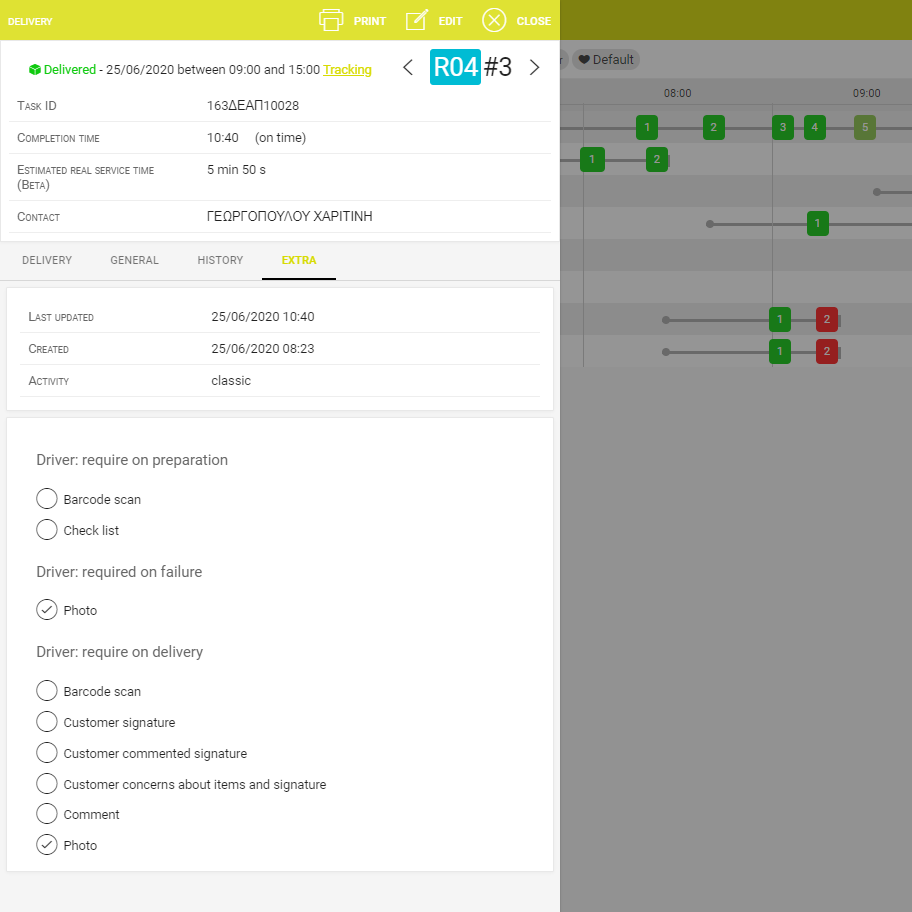 DELIVERY
PRINT
EDIT
CLOSE
Delivered - 25/06/2020 between 09:00 and 15:00 Tracking
R04 #3
Task ID 163ΔΕΑΠ10028
Completion time 10:40 (on time)
Estimated real service time (Beta) 5 min 50 s
Contact ΓΕΩΡΓΟΠΟΥΛΟΥ ΧΑΡΙΤΙΝΗ
DELIVERY GENERAL HISTORY EXTRA
Last updated 25/06/2020 10:40
Created 25/06/2020 08:23
Activity classic
Driver: require on preparation
Barcode scan
Check list
Driver: required on failure
Photo
Driver: require on delivery
Barcode scan
Customer signature
Customer commented signature
Customer concerns about items and signature
Comment
Photo
Default
08:00 09:00
1 2 3 4 5
1 2
1
1 2
1 2